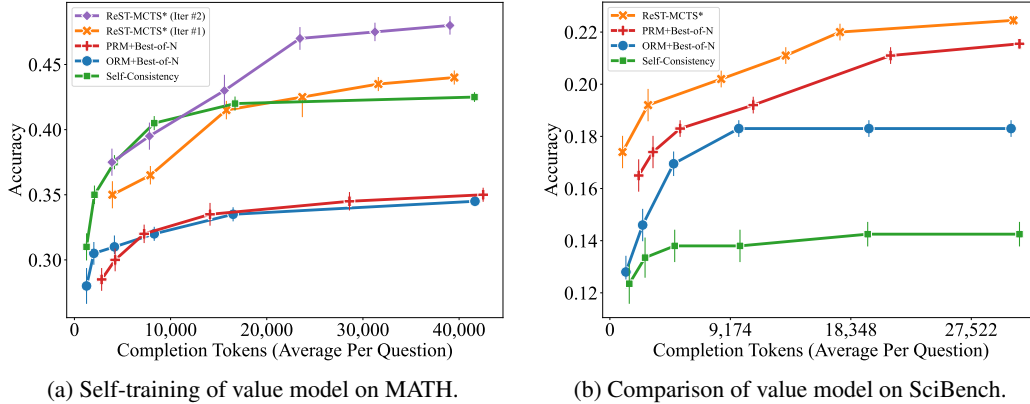 ReST-MCTS* (Iter #2)
ReST-MCTS* (Iter #1)
PRM+Best-of-N
ORM+Best-of-N
Self-Consistency
Accuracy
0.45
0.40
0.35
0.30
0
10,000
20,000
30,000
40,000
Completion Tokens (Average Per Question)
(a) Self-training of value model on MATH.
ReST-MCTS*
PRM+Best-of-N
ORM+Best-of-N
Self-Consistency
Accuracy
0.22
0.20
0.18
0.16
0.14
0.12
0
9,174
18,348
27,522
Completion Tokens (Average Per Question)
(b) Comparison of value model on SciBench.